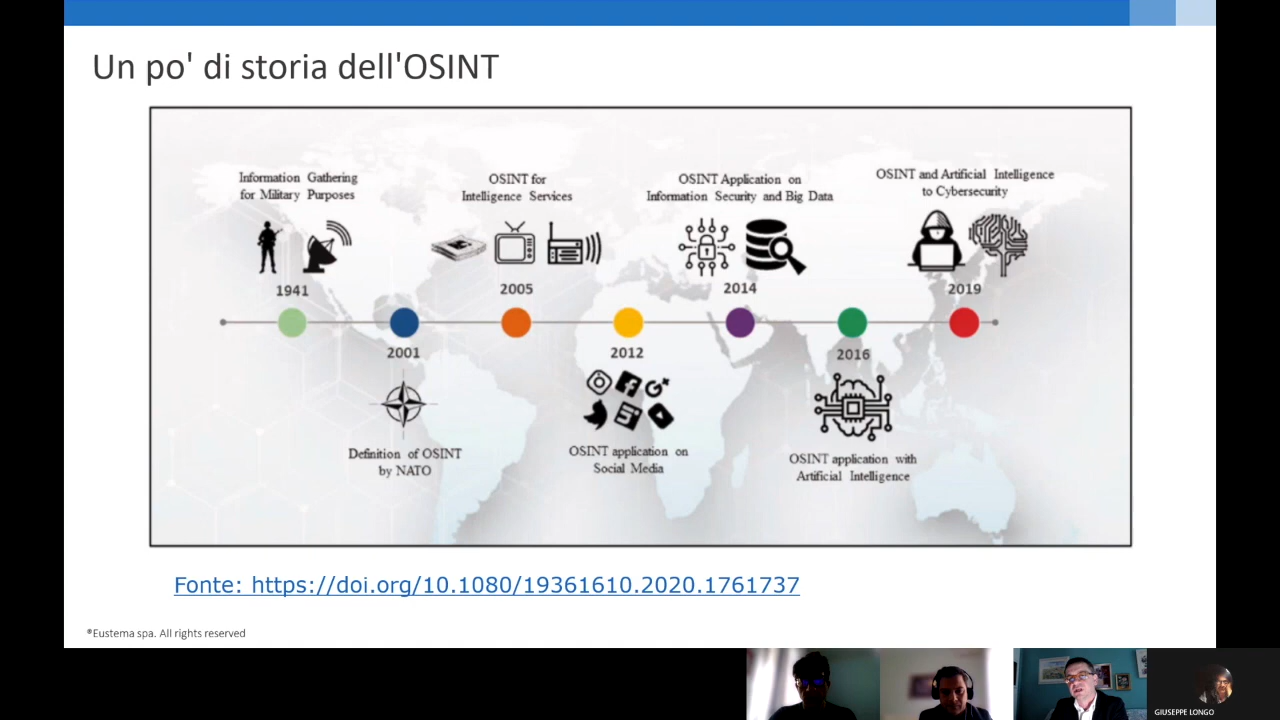 Un po' di storia dell'OSINT
Information Gathering
for Military Purposes
1941
2001
Definition of OSINT
by NATO
OSINT for
Intelligence Services
2005
2012
OSINT application on
Social Media
OSINT Application on
Information Security and Big Data
2014
2016
OSINT application with
Artificial Intelligence
OSINT and Artificial Intelligence
to Cybersecurity
2019
Fonte: https://doi.org/10.1080/19361610.2020.1761737
®Eustema spa. All rights reserved
GIUSEPPE LONGO